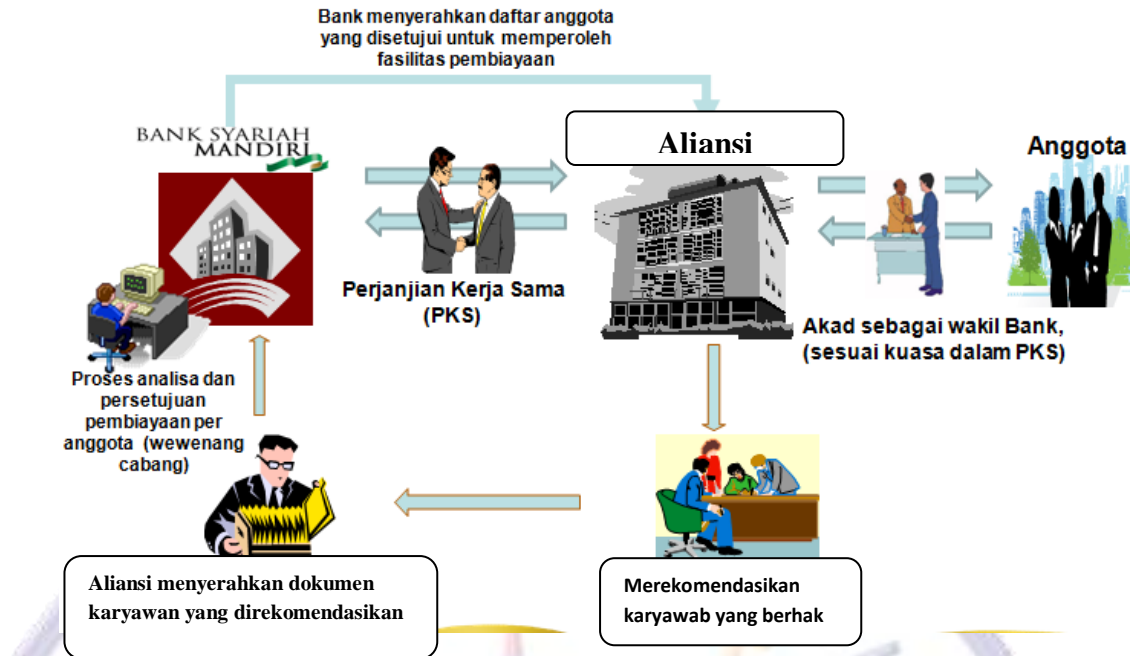 Bank menyerahkan daftar anggota
yang disetujui untuk memperoleh
fasilitas pembiayaan
BANK SYARIAH
MANDIRI
Aliansi
Anggota
Perjanjian Kerja Sama
(PKS)
Akad sebagai wakil Bank,
(sesuai kuasa dalam PKS)
Proses analisa dan
persetujuan
pembiayaan per
anggota (wewenang
cabang)
Aliansi menyerahkan dokumen
karyawan yang direkomendasikan
Merekomendasikan
karyawab yang berhak